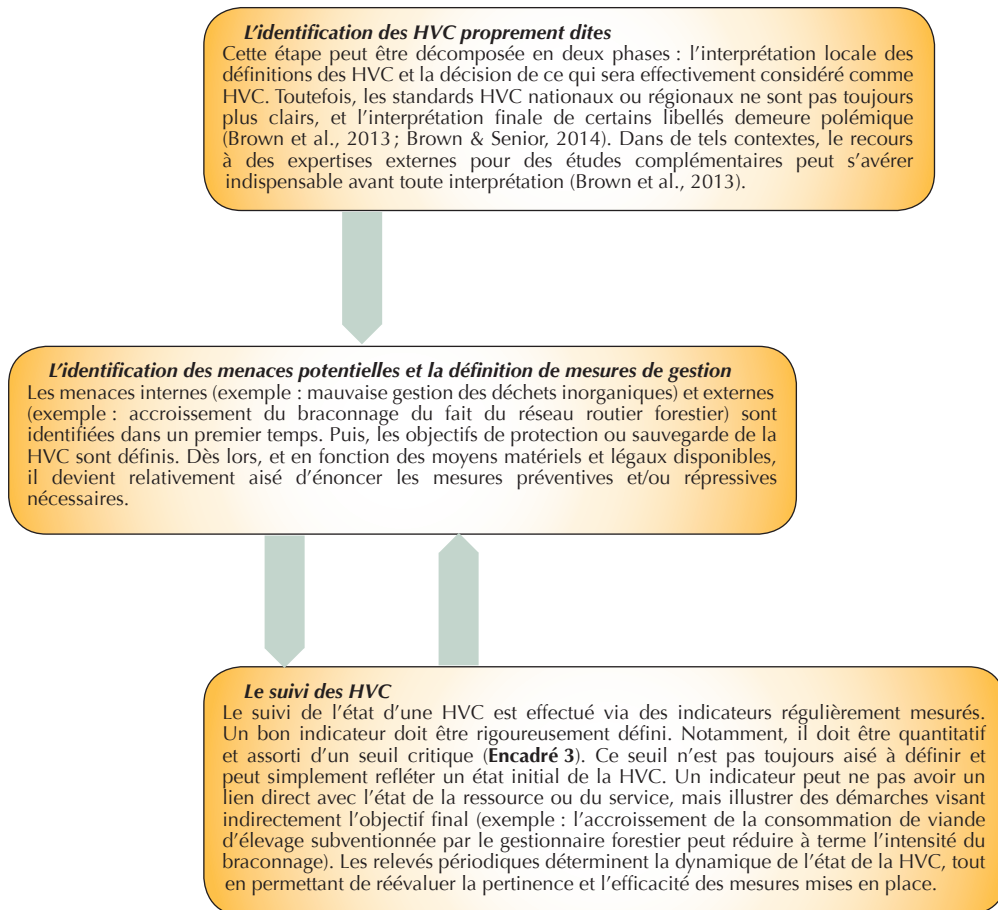 L’identification des HVC proprement dites
Cette étape peut être décomposée en deux phases : l’interprétation locale des
définitions des HVC et la décision de ce qui sera effectivement considéré comme
HVC. Toutefois, les standards HVC nationaux ou régionaux ne sont pas toujours
plus clairs, et l’interprétation finale de certains libellés demeure polémique
(Brown et al., 2013 ; Brown & Senior, 2014). Dans de tels contextes, le recours
à des expertises externes pour des études complémentaires peut s’avérer
indispensable avant toute interprétation (Brown et al., 2013).
L’identification des menaces potentielles et la définition de mesures de gestion
Les menaces internes (exemple : mauvaise gestion des déchets inorganiques) et externes
(exemple : accroissement du braconnage du fait du réseau routier forestier) sont
identifiées dans un premier temps. Puis, les objectifs de protection ou sauvegarde de la
HVC sont définis. Dès lors, et en fonction des moyens matériels et légaux disponibles,
il devient relativement aisé d’énoncer les mesures préventives et/ou répressives
nécessaires.
Le suivi des HVC
Le suivi de l’état d’une HVC est effectué via des indicateurs régulièrement mesurés.
Un bon indicateur doit être rigoureusement défini. Notamment, il doit être quantitatif
et assorti d’un seuil critique (Encadré 3). Ce seuil n’est pas toujours aisé à définir et
peut simplement refléter un état initial de la HVC. Un indicateur peut ne pas avoir un
lien direct avec l’état de la ressource ou du service, mais illustrer des démarches visant
indirectement l’objectif final (exemple : l’accroissement de la consommation de viande
d’élevage subventionnée par le gestionnaire forestier peut réduire à terme l’intensité du
braconnage). Les relevés périodiques déterminent la dynamique de l’état de la HVC, tout
en permettant de réévaluer la pertinence et l’efficacité des mesures mises en place.